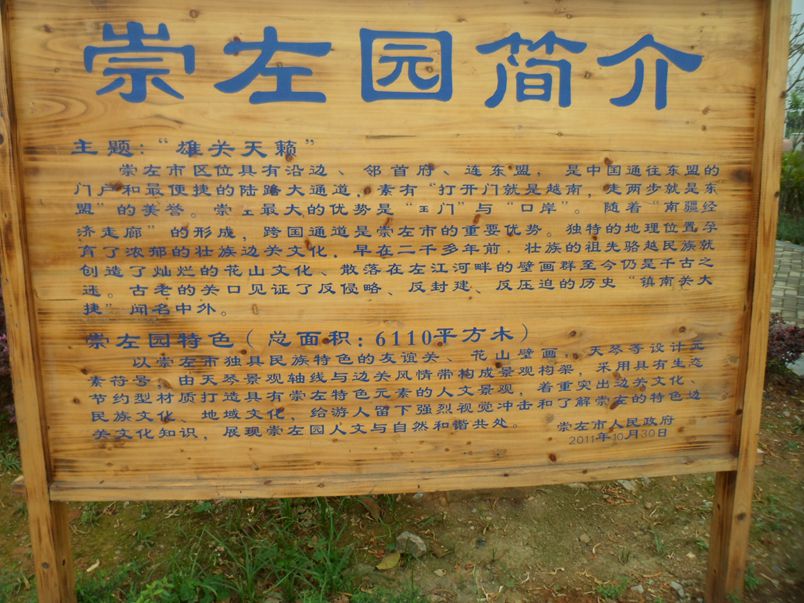 崇左园简介
主题：“雄关天籁”
崇左市区位具有沿边、邻首府、连东盟，是中国通往东盟的
门户和最便捷的陆路大通道，素有“打开门就是越南，走两步就是东
盟”的美誉。崇左最大的优势是“王门”与“口岸”。随着“南疆经
济走廊”的形成，跨国通道是崇左市的重要优势。独特的地理位置孕
育了浓郁的壮族边关文化，早在二千多年前，壮族的祖先骆越民族就
创造了灿烂的花山文化、散落在左江河畔的壁画群至今仍是千古之
迷。古老的关口见证了反侵略、反封建、反压迫的历史“镇南关大
捷”闻名中外。
崇左园特色（总面积：6110平方木）
以崇左市独具民族特色的友谊关、花山壁画、天琴等设计元
素符号，由天琴景观轴线与边关风情带构成景观构架，采用具有生态
节约型材质打造具有崇左特色元素的人文景观，着重突出边关文化、
民族文化、地域文化，给游人留下强烈视觉冲击和了解崇左的特色边
关文化知识，展现崇左园人文与自然和谐共处。
崇左市人民政府
2011年10月30日